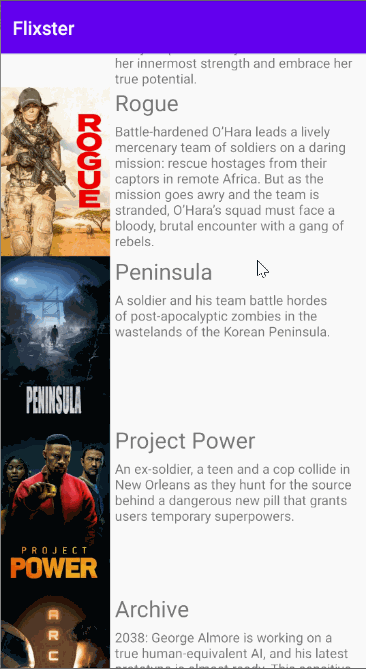 Flixster
her innermost strength and embrace her
true potential.
ROGUE
Rogue
Battle-hardened O'Hara leads a lively
mercenary team of soldiers on a daring
mission: rescue hostages from their
captors in remote Africa. But as the
mission goes awry and the team is
stranded, O'Hara's squad must face a
bloody, brutal encounter with a gang of
rebels.
PENINSULA
Peninsula
A soldier and his team battle hordes
of post-apocalyptic zombies in the
wastelands of the Korean Peninsula.
PROJECT
POWER
Project Power
An ex-soldier, a teen and a cop collide in
New Orleans as they hunt for the source
behind a dangerous new pill that grants
users temporary superpowers.
A
R
C
Archive
2038: George Almore is working on a
true human-equivalent AI, and his latest
prototype is almost ready. This sensitive